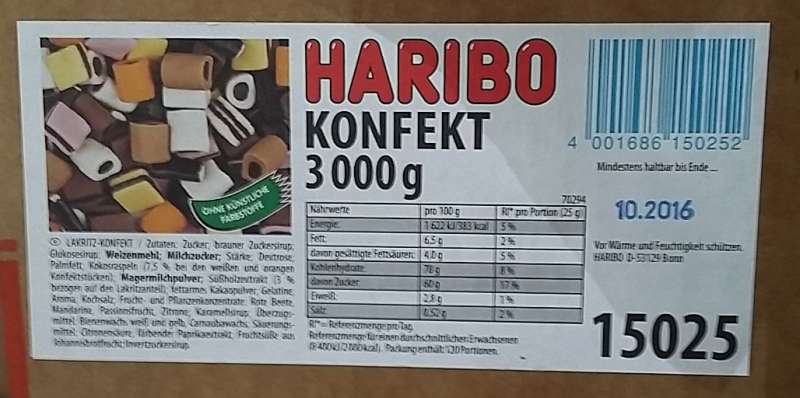 HARIBO
KONFEKT
3 000 g
OHNE KÜNSTLICHE
FARBSTOFFE
LAKRITZ-KONFEKT / Zutaten: Zucker; brauner Zuckersirup;
Glukosesirup; Weizenmehl; Milchzucker; Stärke; Dextrose;
Palmfett; Kokosraspeln (7,5 % bei den weißen und orangen
Konfektstücken); Magermilchpulver; Süßholzextrakt (3 %
bezogen auf den Lakritzanteil); fettarmes Kakaopulver; Gelatine;
Aroma; Kochsalz; Frucht- und Pflanzenkonzentrate: Rote Beete,
Mandarine, Passionsfrucht, Zitrone; Karamellsirup; Überzug-
mittel: Bienenwachs, weiß und gelb, Carnaubawachs; Säuerungs-
mittel: Citronensäure; färbender Paprikaextrakt; Fruchtsüße aus
Johannisbrotfrucht; Invertzuckersirup.
70294
Nährwerte pro 100 g RI* pro Portion (25 g)
Energie: 1 622 kJ/383 kcal 5 %
Fett: 6,5 g 2 %
davon gesättigte Fettsäuren: 4,0 g 5 %
Kohlenhydrate: 78 g 8 %
davon Zucker: 60 g 17 %
Eiweiß: 2,8 g 1 %
Salz: 0,52 g 2 %
RI* = Referenzmenge pro Tag.
Referenzmenge für einen durchschnittlichen Erwachsenen
(8 400 kJ/2 000 kcal). Packung enthält: 120 Portionen.
4 001686 150252
Mindestens haltbar bis Ende ...
10.2016
Vor Wärme und Feuchtigkeit schützen.
HARIBO D-53129 Bonn
15025